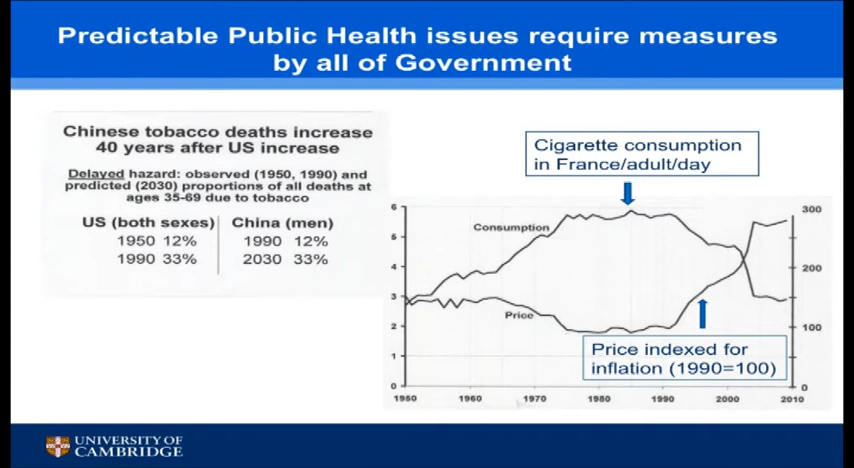 Predictable Public Health issues require measures
by all of Government
Chinese tobacco deaths increase
40 years after US increase
Delayed hazard: observed (1950, 1990) and
predicted (2030) proportions of all deaths at
ages 35-69 due to tobacco
US (both sexes) China (men)
1950 12% 1990 12%
1990 33% 2030 33%
Cigarette consumption
in France/adult/day
6
5
4
3
2
1
0
Consumption
Price
300
200
100
0
Price indexed for
inflation (1990=100)
1950 1960 1970 1980 1990 2000 2010
UNIVERSITY OF
CAMBRIDGE